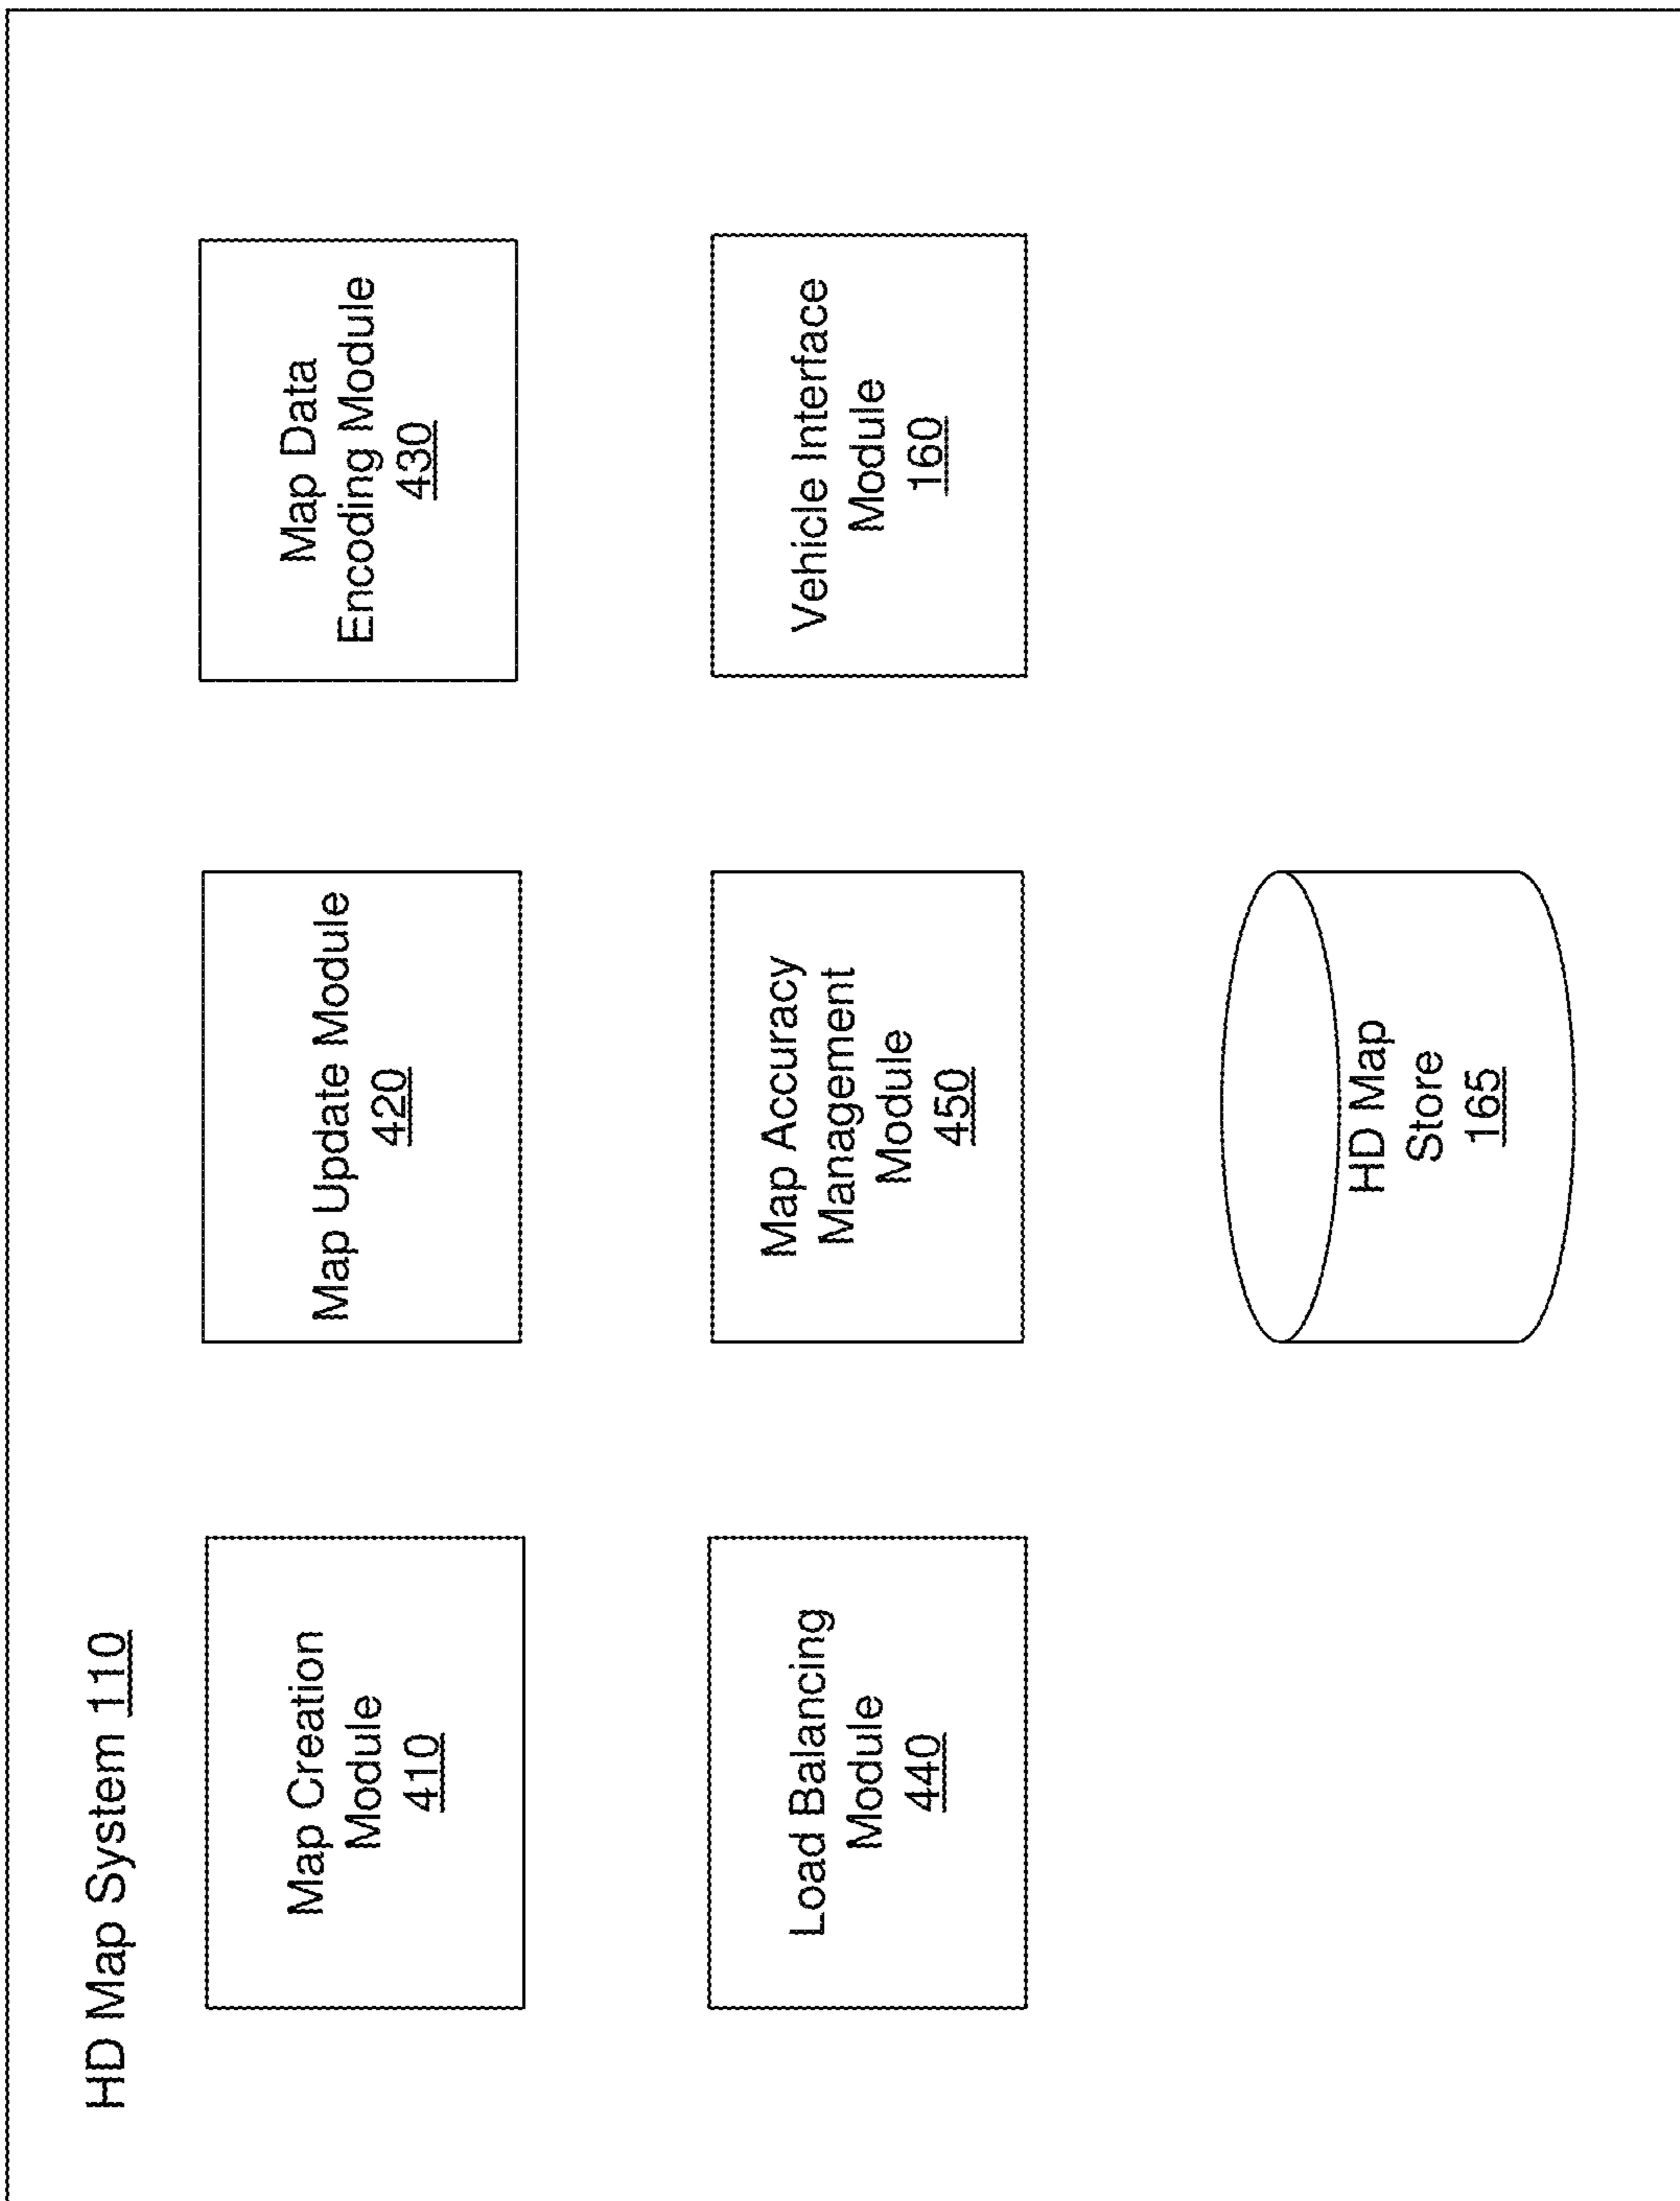 HD Map System 110
Map Creation
Module
410
Map Update Module
420
Map Data
Encoding Module
430
Load Balancing
Module
440
Map Accuracy
Management
Module
450
Vehicle Interface
Module
160
HD Map
Store
165